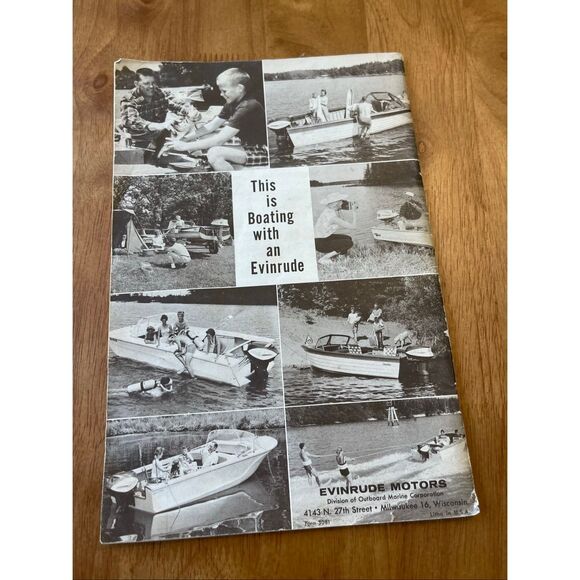 This
is
Boating
with
an
Evinrude
EVINRUDE MOTORS
Division of Outboard Marine Corporation
4143 N. 27th Street • Milwaukee 16, Wisconsin
Litho in U.S.A.